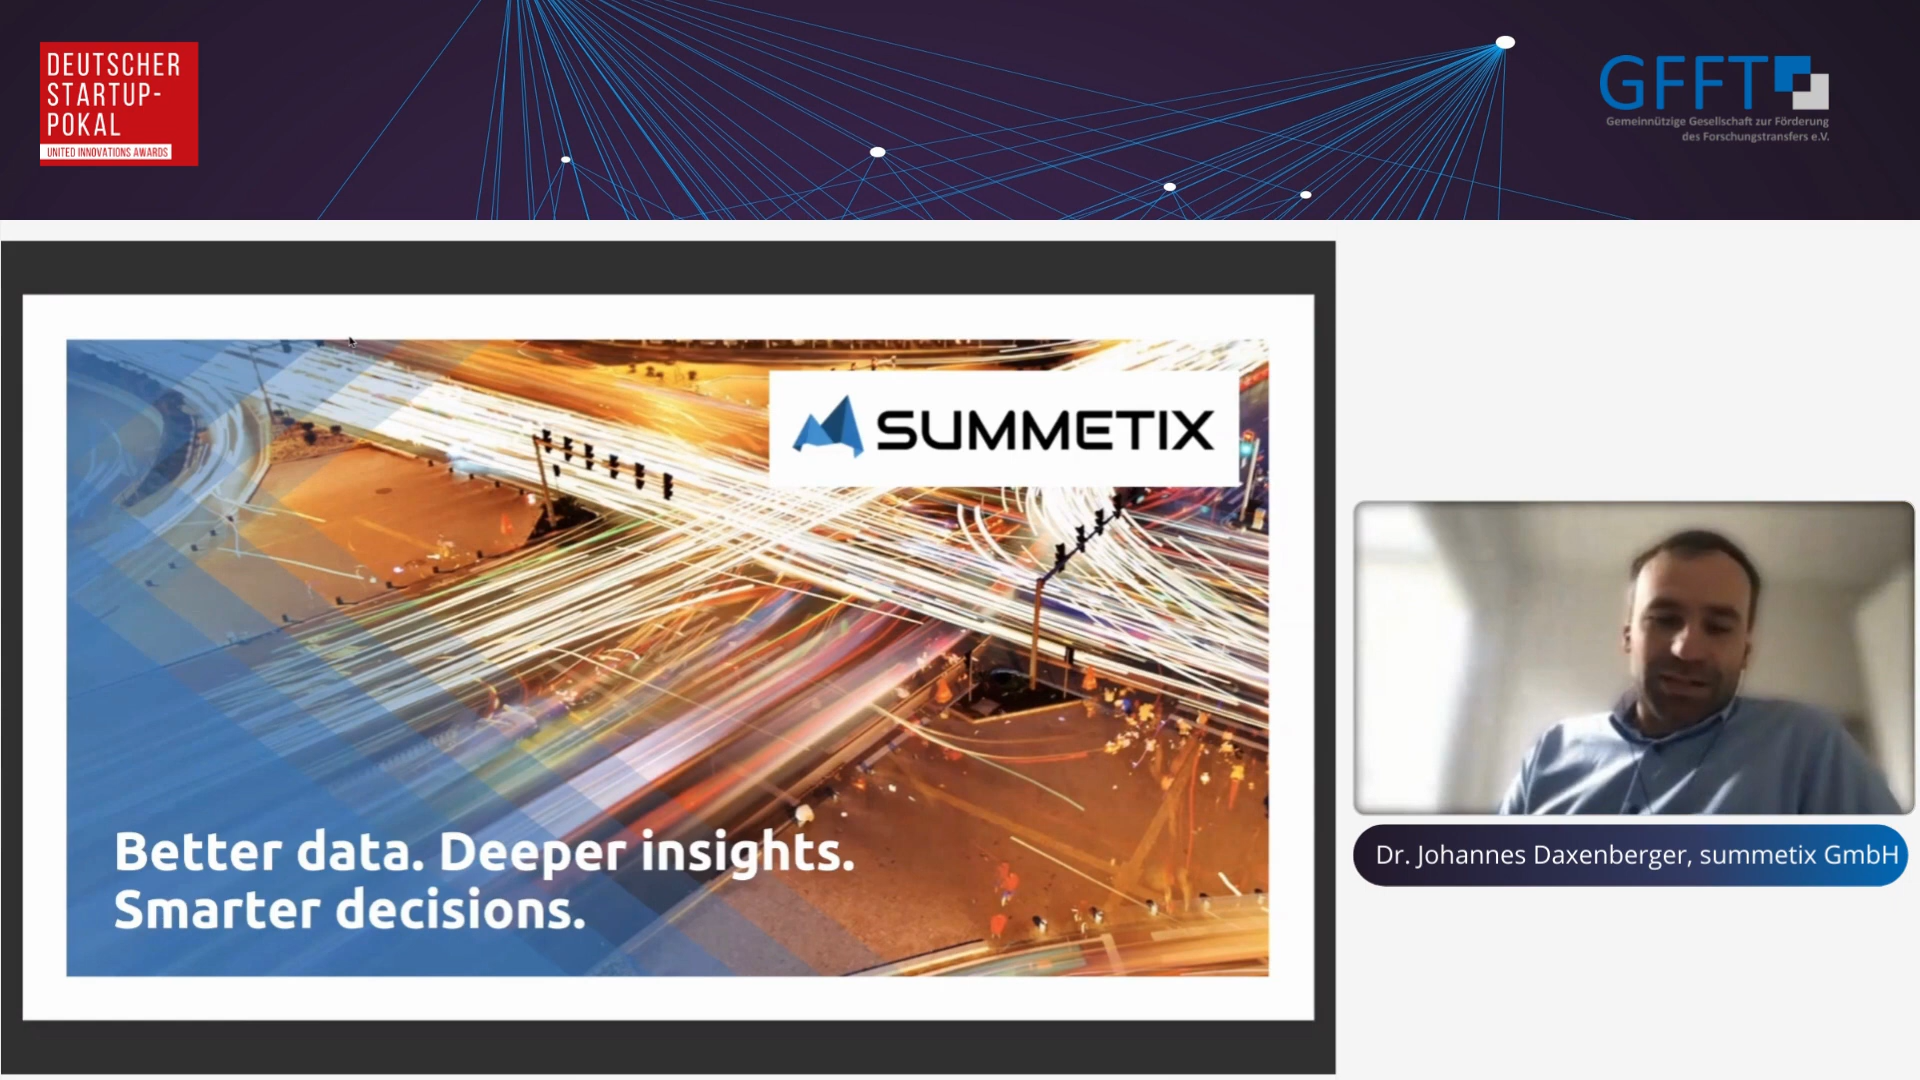 DEUTSCHER
STARTUP-
POKAL
UNITED INNOVATIONS AWARDS
GFFT
Gemeinnützige Gesellschaft zur Förderung
des Forschungstransfers e.V.
SUMMETIX
Better data. Deeper insights.
Smarter decisions.
Dr. Johannes Daxenberger, summetix GmbH